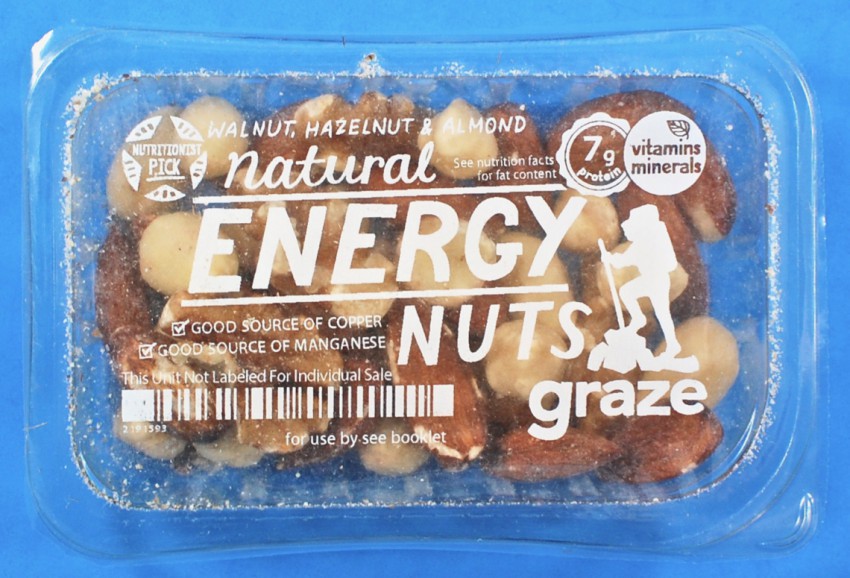 NUTRITIONIST
PICK
WALNUT, HAZELNUT & ALMOND
natural
See nutrition facts
for fat content
7g
protein
vitamins
minerals
ENERGY
NUTS
GOOD SOURCE OF COPPER
GOOD SOURCE OF MANGANESE
This Unit Not Labeled For Individual Sale
graze
for use by see booklet